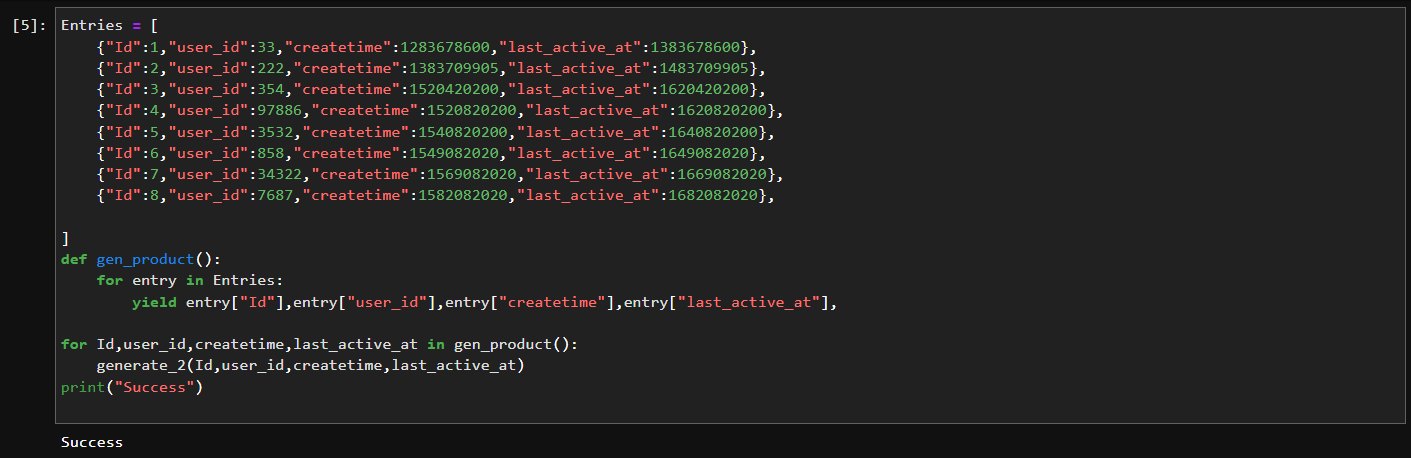 [5]: Entries = [
    {"Id":1,"user_id":33,"createtime":1283678600,"last_active_at":1383678600},
    {"Id":2,"user_id":222,"createtime":1383709905,"last_active_at":1483709905},
    {"Id":3,"user_id":354,"createtime":1520420200,"last_active_at":1620420200},
    {"Id":4,"user_id":97886,"createtime":1520820200,"last_active_at":1620820200},
    {"Id":5,"user_id":3532,"createtime":1540820200,"last_active_at":1640820200},
    {"Id":6,"user_id":858,"createtime":1549082020,"last_active_at":1649082020},
    {"Id":7,"user_id":34322,"createtime":1569082020,"last_active_at":1669082020},
    {"Id":8,"user_id":7687,"createtime":1582082020,"last_active_at":1682082020},
]
def gen_product():
    for entry in Entries:
        yield entry["Id"],entry["user_id"],entry["createtime"],entry["last_active_at"],
for Id,user_id,createtime,last_active_at in gen_product():
    generate_2(Id,user_id,createtime,last_active_at)
print("Success")
Success